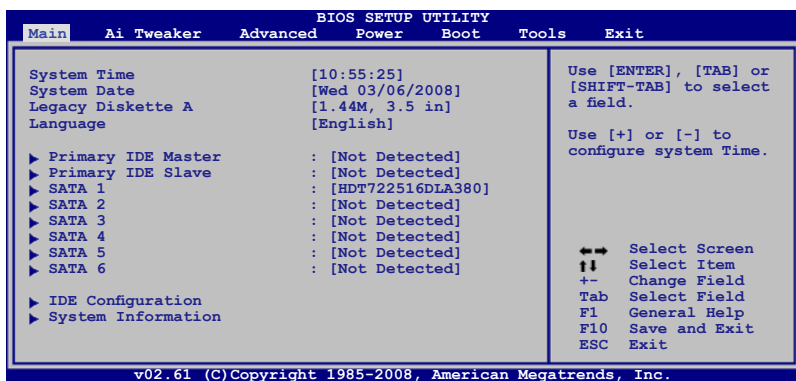 BIOS SETUP UTILITY
Main Ai Tweaker Advanced Power Boot Tools Exit
System Time [10:55:25]
System Date [Wed 03/06/2008]
Legacy Diskette A [1.44M, 3.5 in]
Language [English]
Primary IDE Master : [Not Detected]
Primary IDE Slave : [Not Detected]
SATA 1 : [HDT722516DLA380]
SATA 2 : [Not Detected]
SATA 3 : [Not Detected]
SATA 4 : [Not Detected]
SATA 5 : [Not Detected]
SATA 6 : [Not Detected]
IDE Configuration
System Information
Use [ENTER], [TAB] or
[SHIFT-TAB] to select
a field.
Use [+] or [-] to
configure system Time.
←→ Select Screen
↑↓ Select Item
+- Change Field
Tab Select Field
F1 General Help
F10 Save and Exit
ESC Exit
v02.61 (C)Copyright 1985-2008, American Megatrends, Inc.